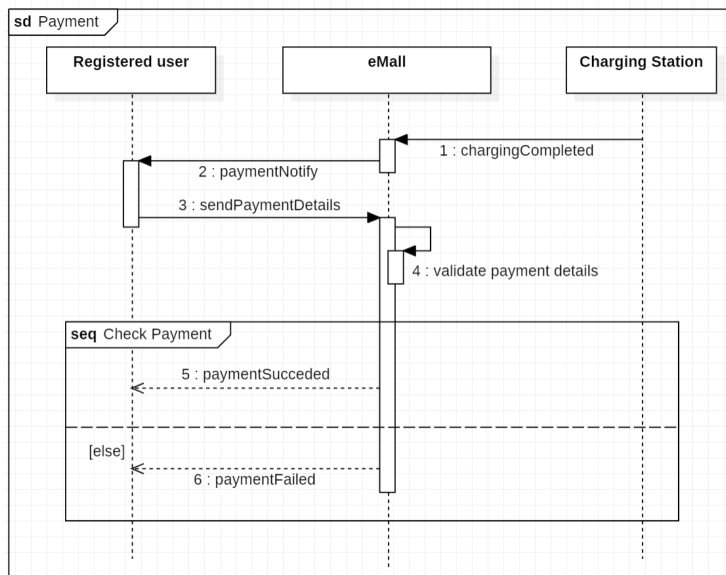 sd Payment
Registered user
eMall
Charging Station
1 : chargingCompleted
2 : paymentNotify
3 : sendPaymentDetails
4 : validate payment details
seq Check Payment
5 : paymentSucceded
[else]
6 : paymentFailed